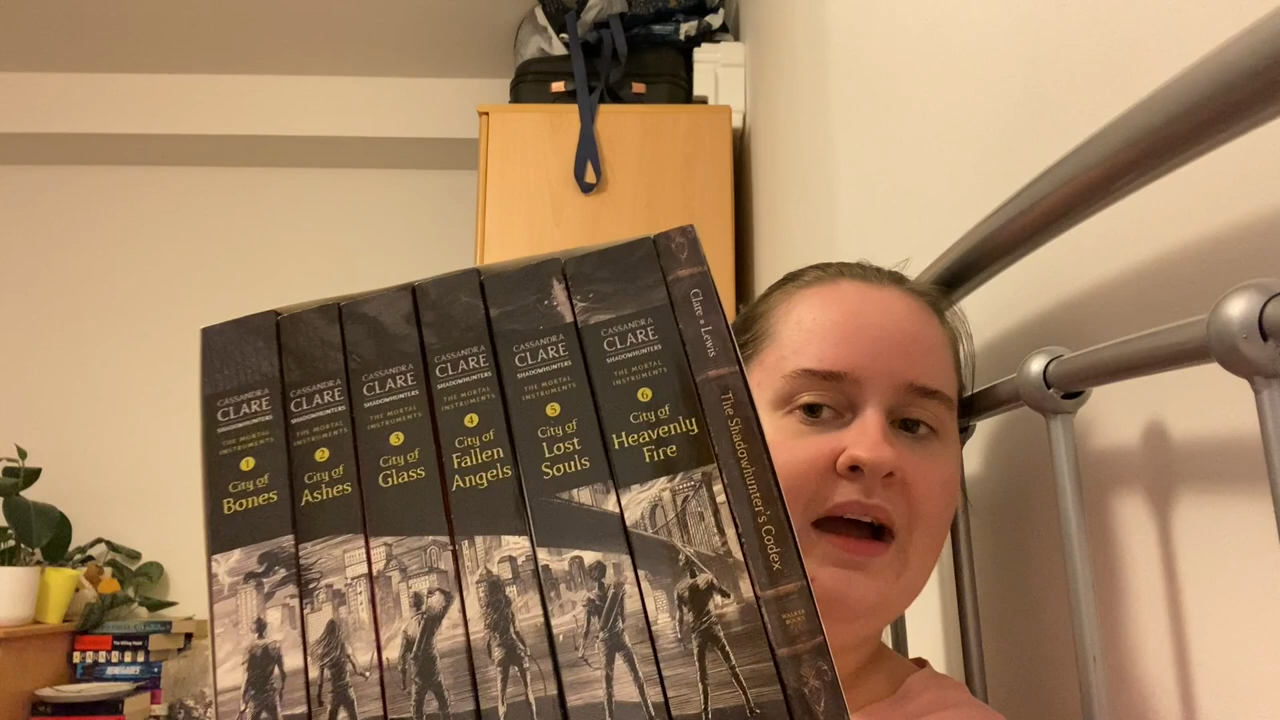 CASSANDRA
CLARE
SHADOWHUNTERS
THE MORTAL
INSTRUMENTS
1
City of
Bones
CASSANDRA
CLARE
SHADOWHUNTERS
THE MORTAL
INSTRUMENTS
2
City of
Ashes
CASSANDRA
CLARE
SHADOWHUNTERS
THE MORTAL
INSTRUMENTS
3
City of
Glass
CASSANDRA
CLARE
SHADOWHUNTERS
THE MORTAL
INSTRUMENTS
4
City of
Fallen
Angels
CASSANDRA
CLARE
SHADOWHUNTERS
THE MORTAL
INSTRUMENTS
5
City of
Lost
Souls
CASSANDRA
CLARE
SHADOWHUNTERS
THE MORTAL
INSTRUMENTS
6
City of
Heavenly
Fire
Clare & Lewis
The Shadowhunter's Codex
WALKER
BOOKS
CARAVAL
RENEGADES